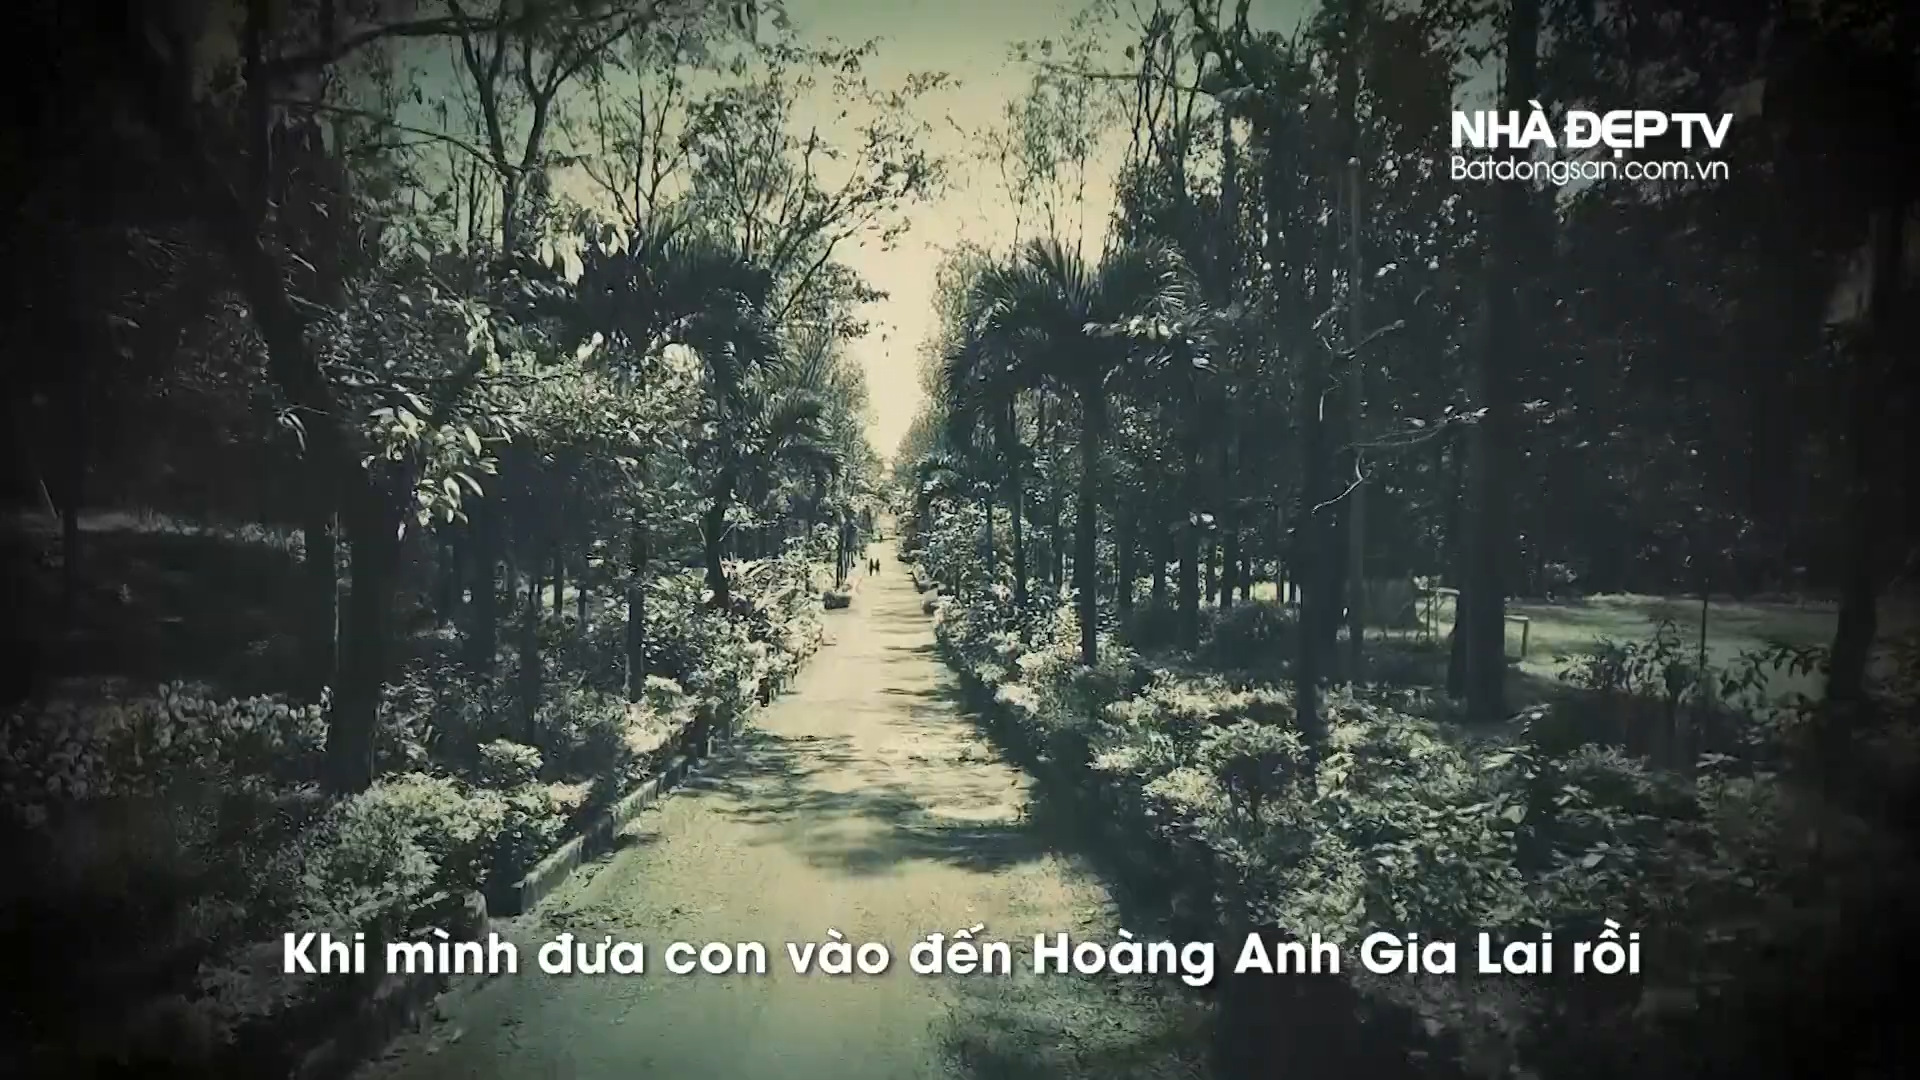 NHÀ ĐẸP TV
Batdongsan.com.vn
Khi mình đưa con vào đến Hoàng Anh Gia Lai rồi